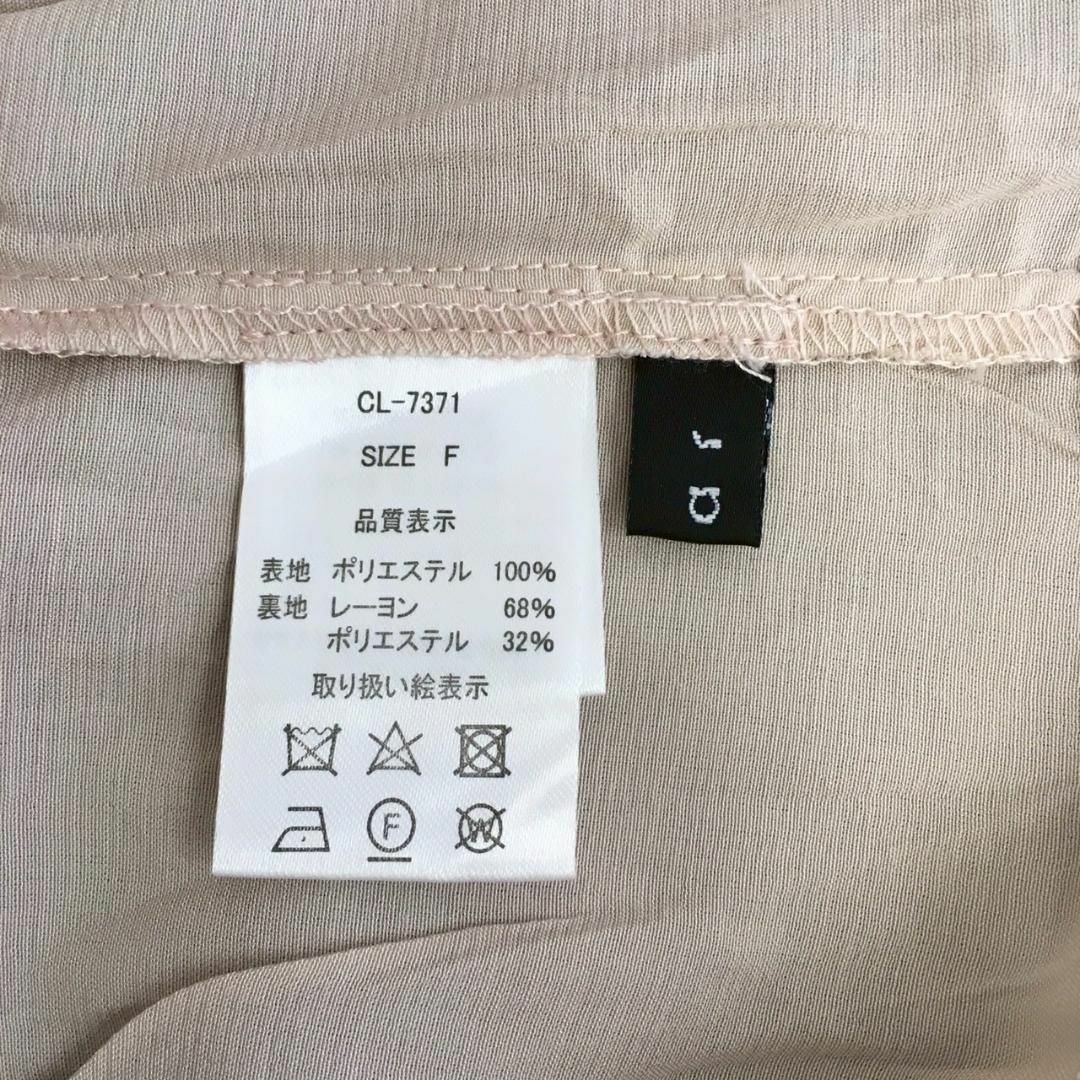 CL-7371
SIZE F
品質表示
表地 ポリエステル 100%
裏地 レーヨン 68%
ポリエステル 32%
取り扱い絵表示
F
W